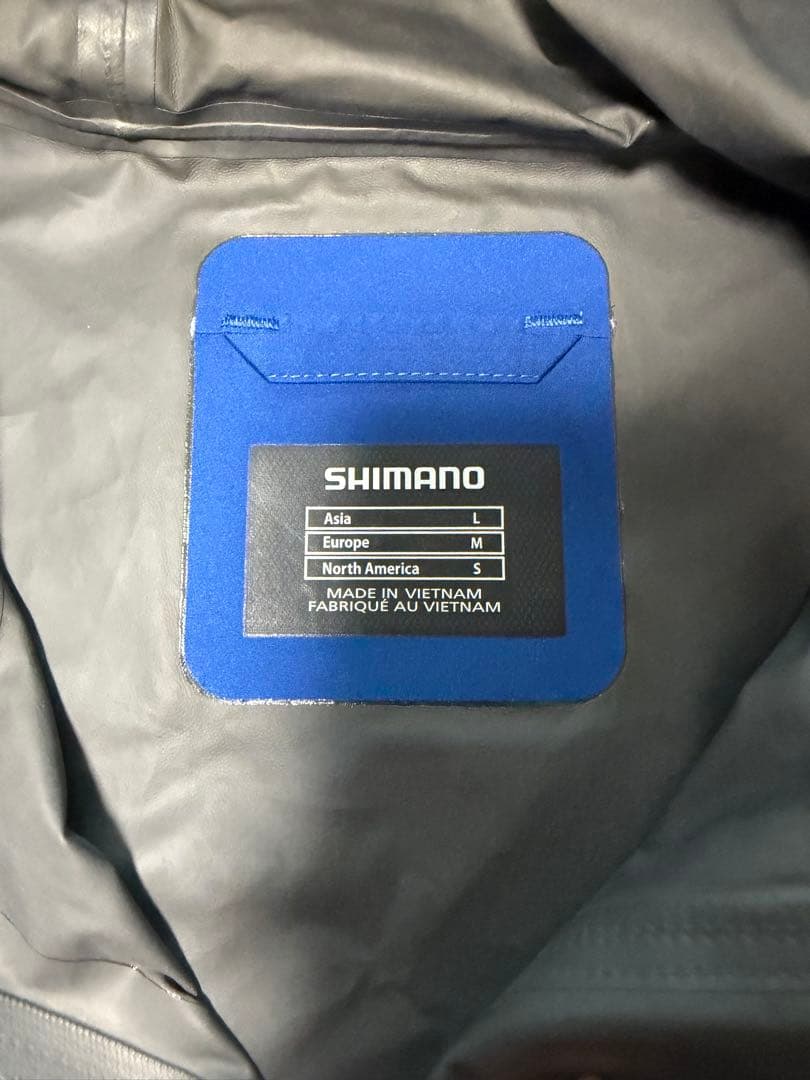 SHIMANO
Asia L
Europe M
North America S
MADE IN VIETNAM
FABRIQUÉ AU VIETNAM